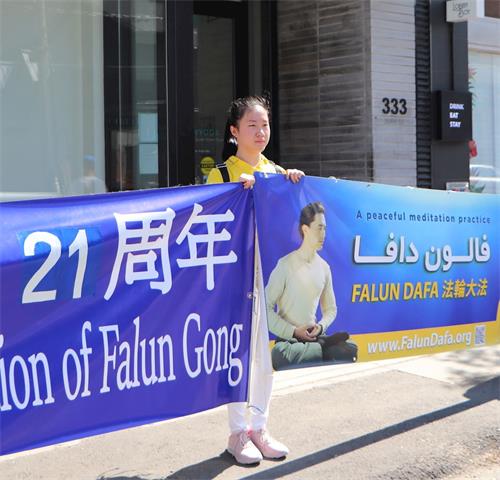 21周年
ion of Falun Gong
A peaceful meditation practice
فالون دافا
FALUN DAFA 法輪大法
www.FalunDafa.org
333
DRINK
EAT
STAY